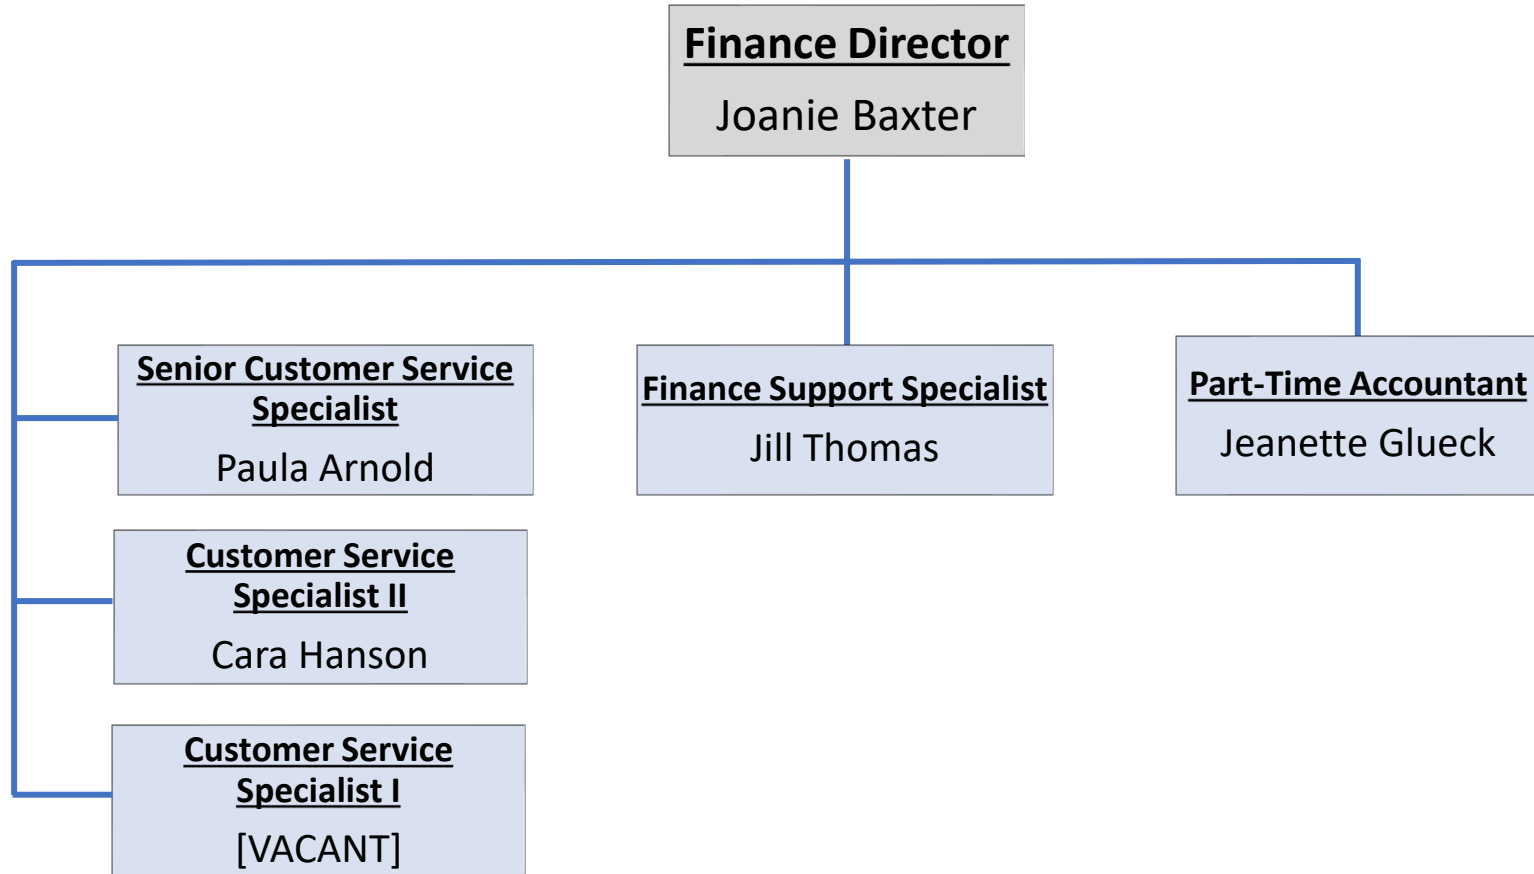 Finance Director
Joanie Baxter
Senior Customer Service
Specialist
Paula Arnold
Finance Support Specialist
Jill Thomas
Part-Time Accountant
Jeanette Glueck
Customer Service
Specialist II
Cara Hanson
Customer Service
Specialist I
[VACANT]